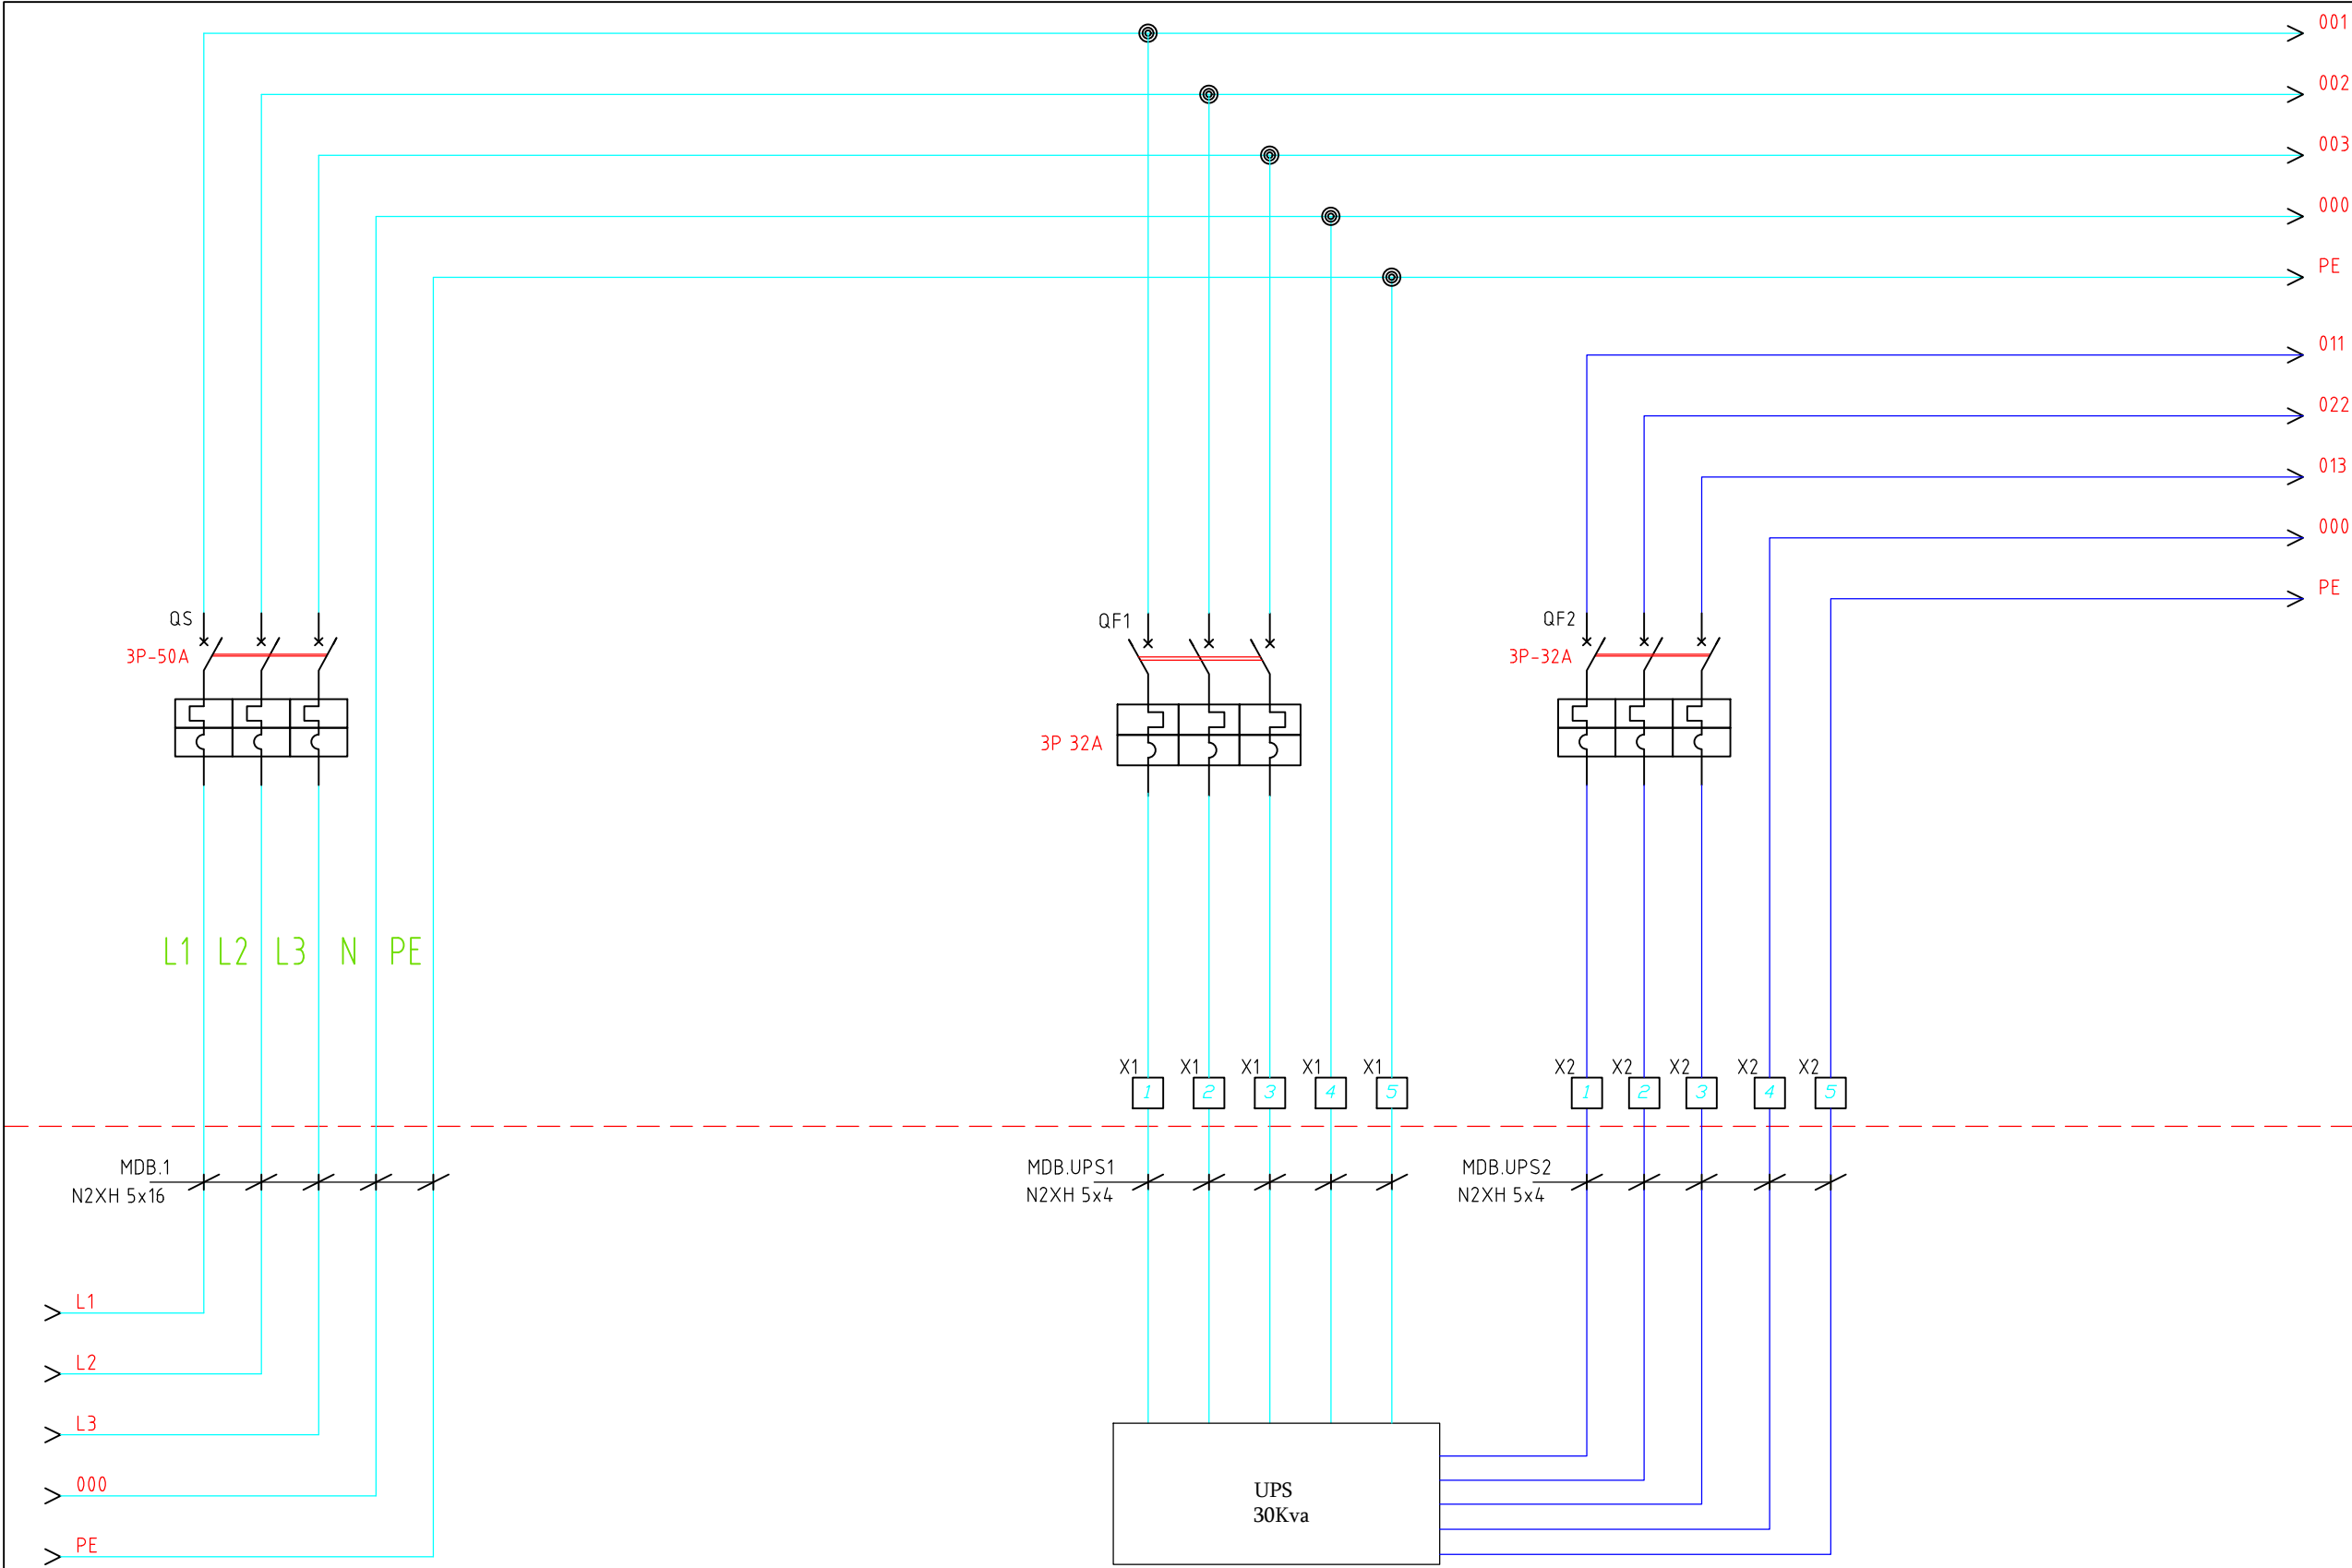 001
002
003
000
PE
011
022
013
000
PE
QS
3P-50A
QF1
3P 32A
QF2
3P-32A
L1 L2 L3 N PE
X1 X1 X1 X1 X1 X2 X2 X2 X2 X2
1 2 3 4 5 1 2 3 4 5
MDB.1
N2XH 5x16
MDB.UPS1
N2XH 5x4
MDB.UPS2
N2XH 5x4
L1
L2
L3
000
PE
UPS
30Kva